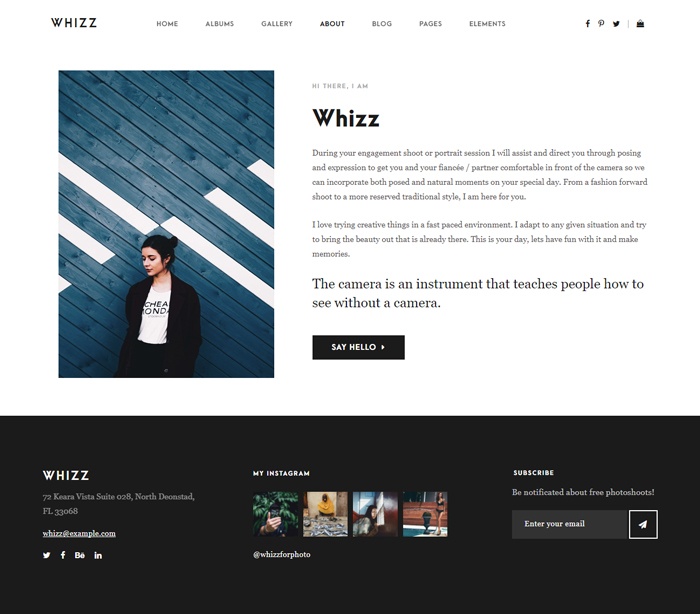 WHIZZ
HOME ALBUMS GALLERY ABOUT BLOG PAGES ELEMENTS
HI THERE, I AM
Whizz
During your engagement shoot or portrait session I will assist and direct you through posing
and expression to get you and your fiancée / partner comfortable in front of the camera so we
can incorporate both posed and natural moments on your special day. From a fashion forward
shoot to a more reserved traditional style, I am here for you.
I love trying creative things in a fast paced environment. I adapt to any given situation and try
to bring the beauty out that is already there. This is your day, lets have fun with it and make
memories.
The camera is an instrument that teaches people how to
see without a camera.
SAY HELLO
WHIZZ
72 Keara Vista Suite 028, North Deonstad,
FL 33068
whizz@example.com
MY INSTAGRAM
@whizzforphoto
SUBSCRIBE
Be notificated about free photoshoots!
Enter your email